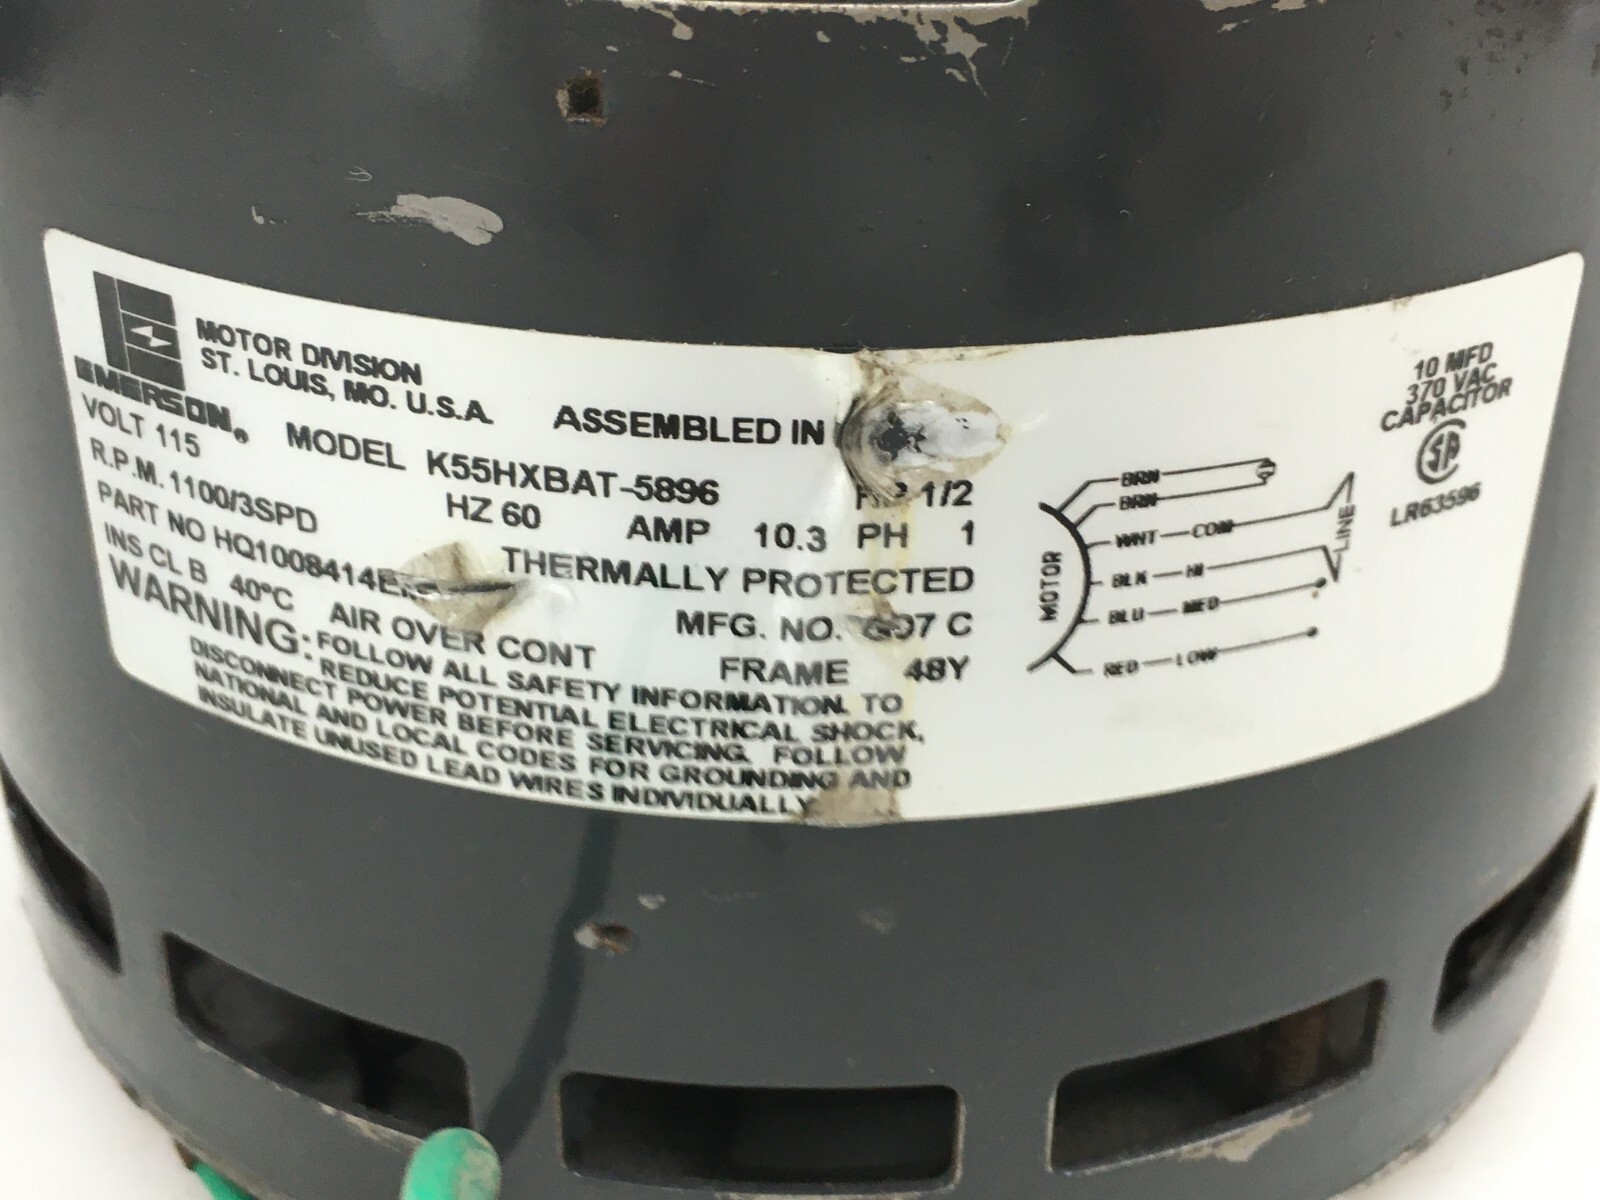 EMERSON®
MOTOR DIVISION
ST. LOUIS, MO. U.S.A.
ASSEMBLED IN
VOLT 115
MODEL K55HXBAT-5896
HP 1/2
R.P.M. 1100/3SPD
HZ 60
AMP 10.3
PH 1
PART NO HQ1008414E
THERMALLY PROTECTED
INS CL B 40°C AIR OVER CONT
MFG. NO. 07 C
FRAME 48Y
WARNING: FOLLOW ALL SAFETY INFORMATION. TO
REDUCE POTENTIAL ELECTRICAL SHOCK,
DISCONNECT POWER BEFORE SERVICING. FOLLOW
NATIONAL AND LOCAL CODES FOR GROUNDING AND
INSULATE UNUSED LEAD WIRES INDIVIDUALLY
MOTOR
BRN
BRN
WHT COM
BLK HI
BLU MED
RED LOW
LINE
10 MFD
370 VAC
CAPACITOR
SA
LR63596